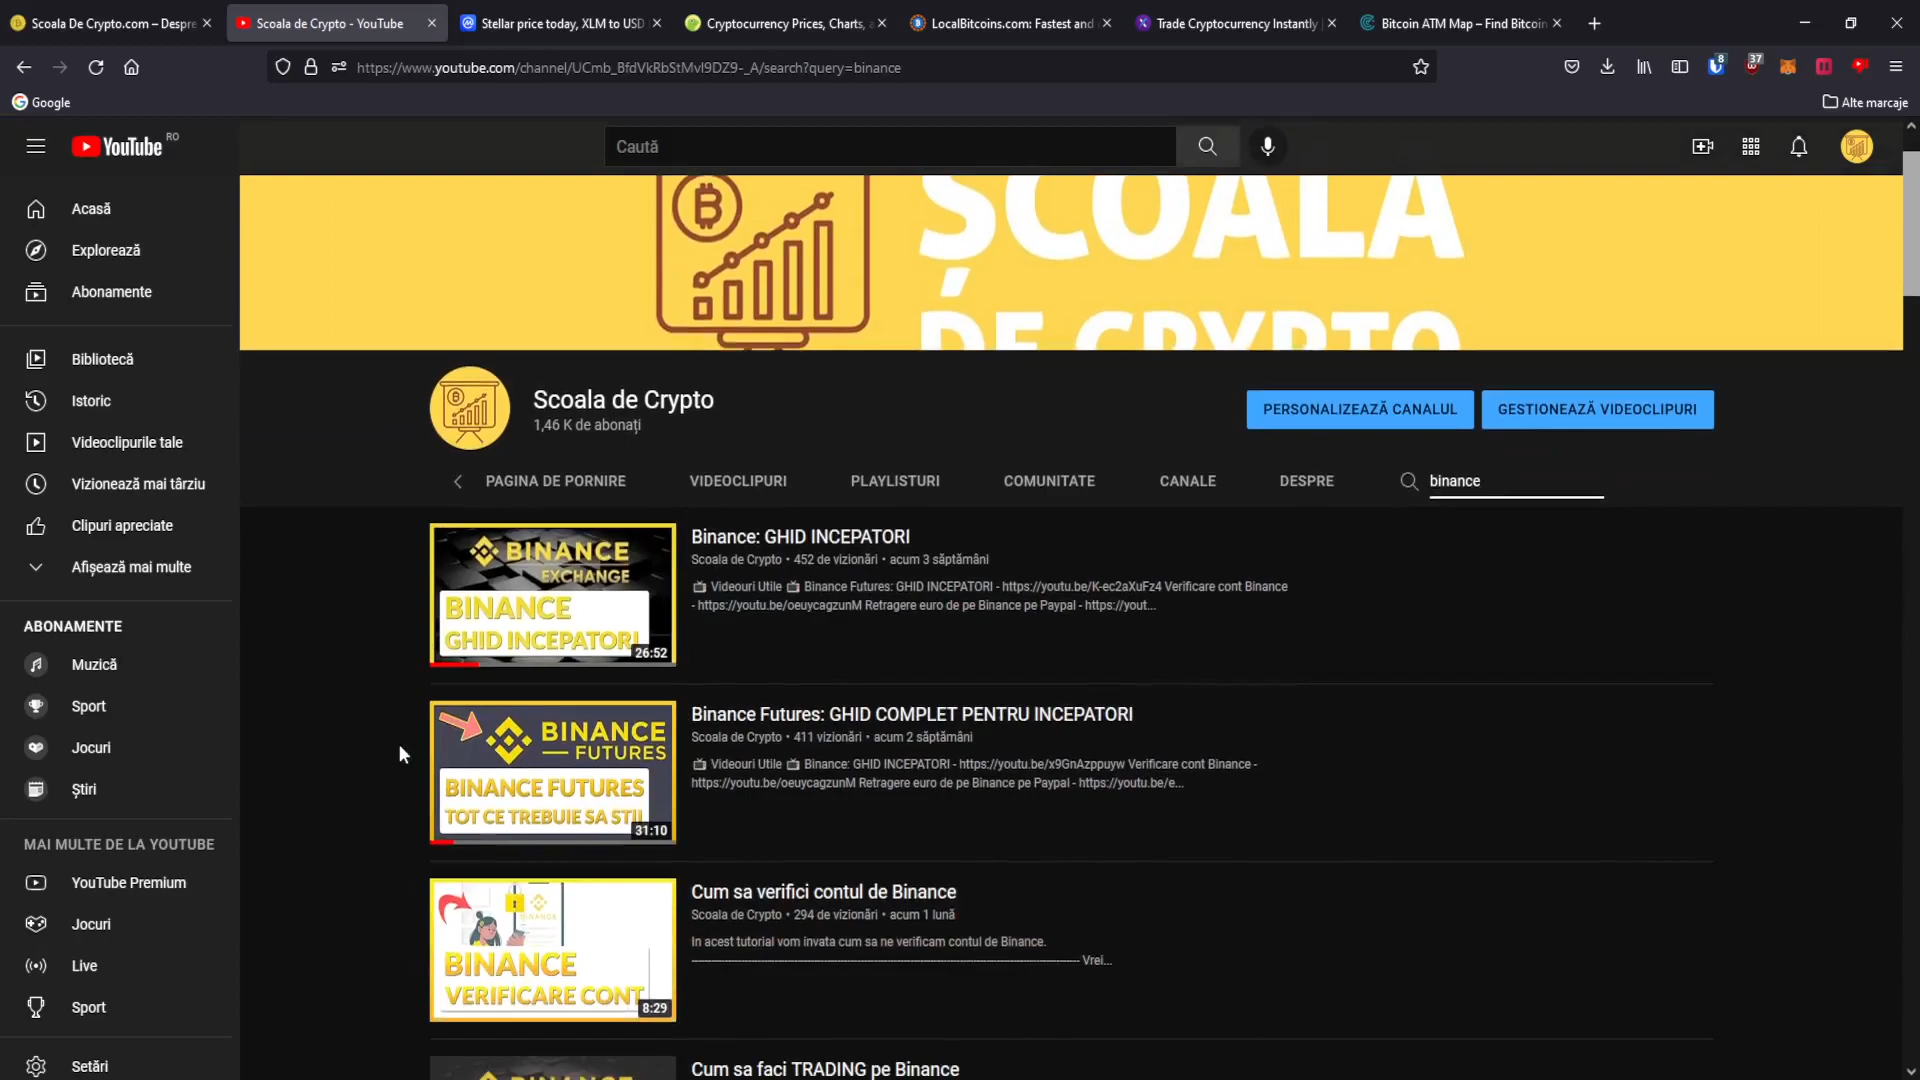 Scoala De Crypto.com – Despre
Scoala de Crypto - YouTube
Stellar price today, XLM to USD
Cryptocurrency Prices, Charts, a
LocalBitcoins.com: Fastest and
Trade Cryptocurrency Instantly
Bitcoin ATM Map – Find Bitcoin
https://www.youtube.com/channel/UCmb_BfdVkRbStMvI9DZ9-_A/search?query=binance
8
37
Google
Alte marcaje
YouTube RO
Caută
Acasă
Explorează
Abonamente
Bibliotecă
Istoric
Videoclipurile tale
Vizionează mai târziu
Clipuri apreciate
Afișează mai multe
ABONAMENTE
Muzică
Sport
Jocuri
Știri
MAI MULTE DE LA YOUTUBE
YouTube Premium
Jocuri
Live
Sport
Setări
ȘCOALA
DE CRYPTO
Scoala de Crypto
1,46 K de abonați
PERSONALIZEAZĂ CANALUL
GESTIONEAZĂ VIDEOCLIPURI
PAGINA DE PORNIRE
VIDEOCLIPURI
PLAYLISTURI
COMUNITATE
CANALE
DESPRE
binance
BINANCE
EXCHANGE
BINANCE
GHID INCEPATORI
26:52
Binance: GHID INCEPATORI
Scoala de Crypto • 452 de vizionări • acum 3 săptămâni
Videouri Utile Binance Futures: GHID INCEPATORI - https://youtu.be/K-ec2aXuFz4 Verificare cont Binance
- https://youtu.be/oeuycagzunM Retragere euro de pe Binance pe Paypal - https://yout...
BINANCE
FUTURES
BINANCE FUTURES
TOT CE TREBUIE SA STII
31:10
Binance Futures: GHID COMPLET PENTRU INCEPATORI
Scoala de Crypto • 411 vizionări • acum 2 săptămâni
Videouri Utile Binance: GHID INCEPATORI - https://youtu.be/x9GnAzppuyw Verificare cont Binance -
https://youtu.be/oeuycagzunM Retragere euro de pe Binance pe Paypal - https://youtu.be/e...
BINANCE
BINANCE
VERIFICARE CONT
8:29
Cum sa verifici contul de Binance
Scoala de Crypto • 294 de vizionări • acum 1 lună
In acest tutorial vom invata cum sa ne verificam contul de Binance.
Vrei...
Cum sa faci TRADING pe Binance